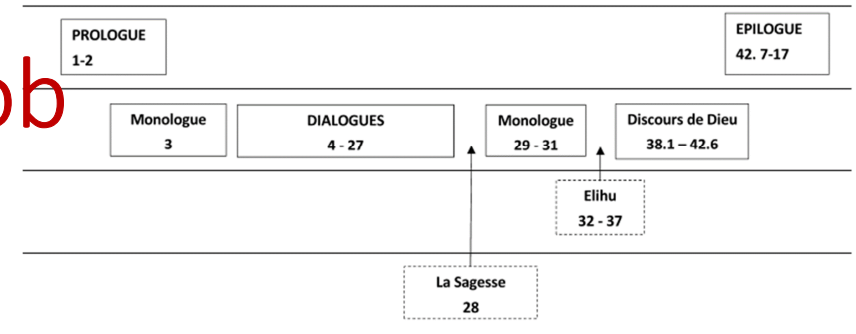 PROLOGUE
1-2
EPILOGUE
42. 7-17
ob
Monologue
3
DIALOGUES
4 - 27
Monologue
29 - 31
Discours de Dieu
38.1 – 42.6
Elihu
32 - 37
La Sagesse
28